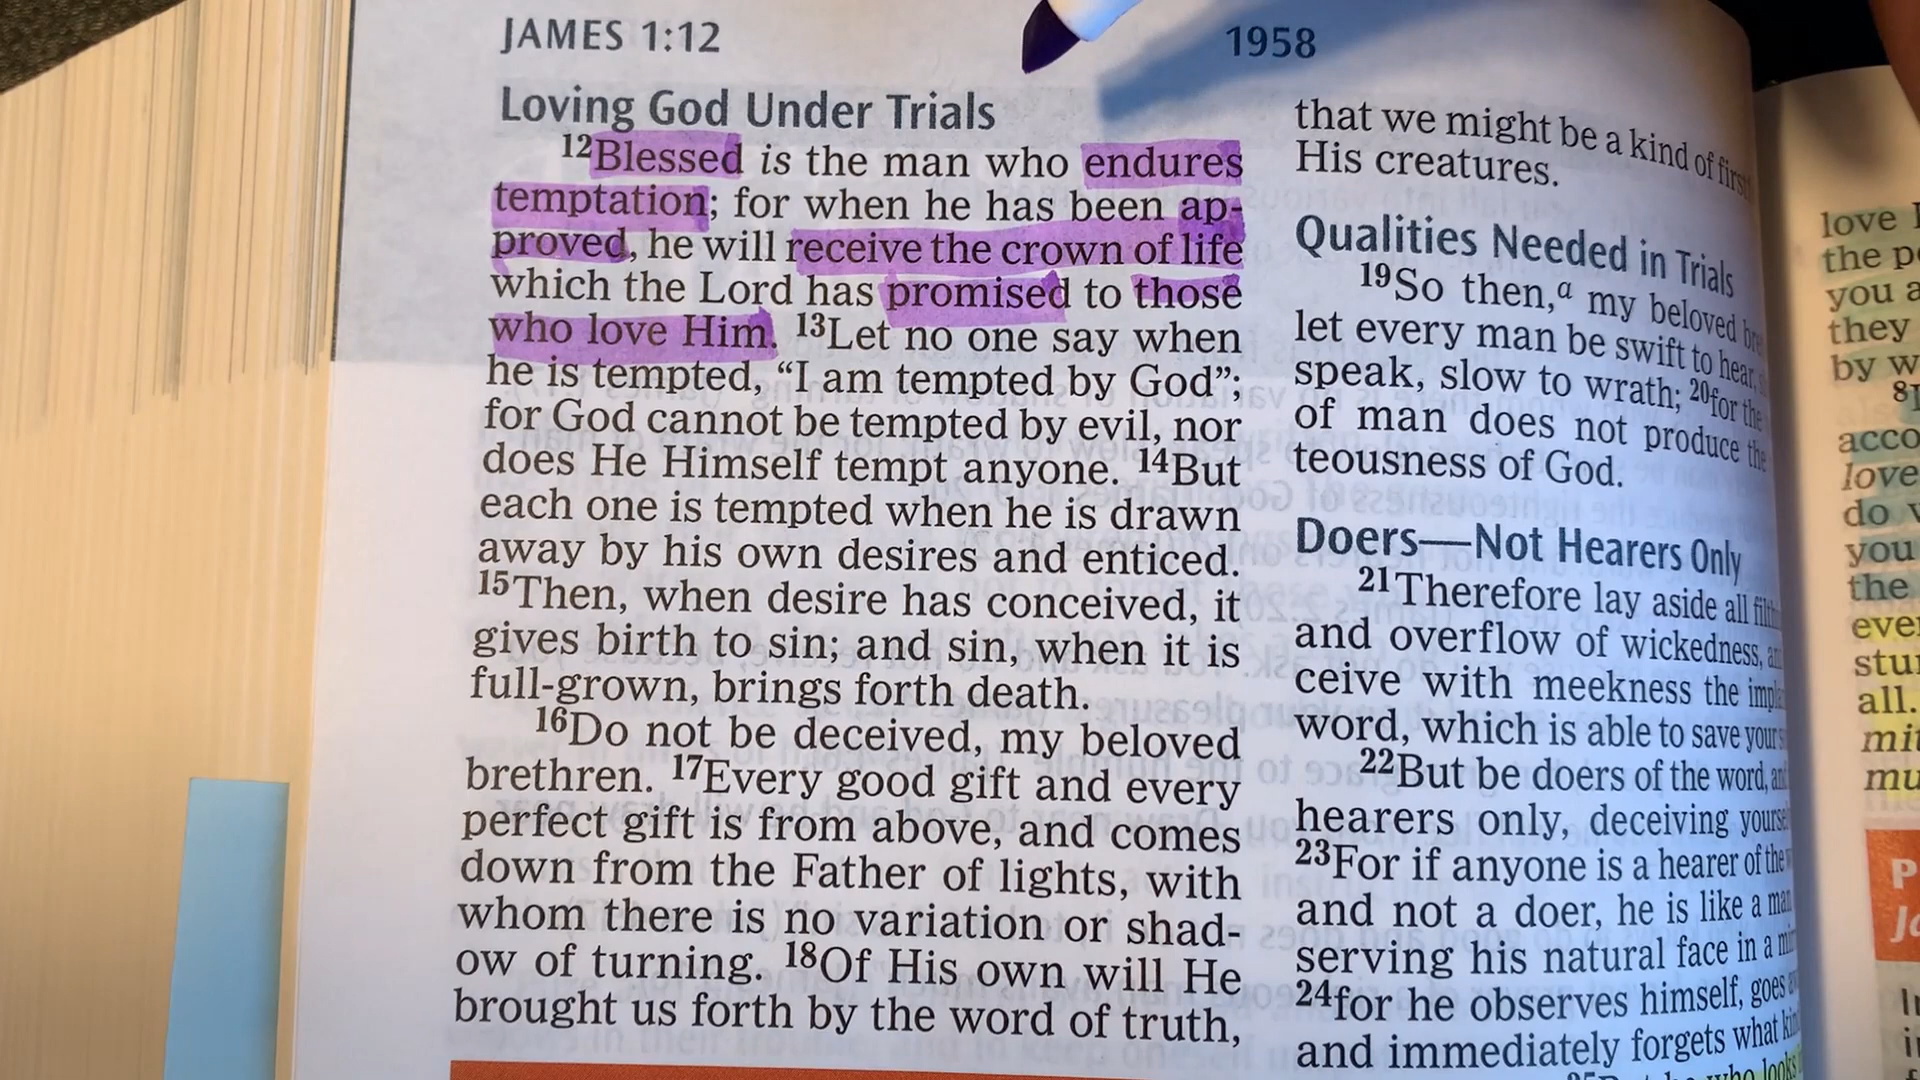 JAMES 1:12
1958
Loving God Under Trials
12Blessed is the man who endures
temptation; for when he has been ap-
proved, he will receive the crown of life
which the Lord has promised to those
who love Him. 13Let no one say when
he is tempted, “I am tempted by God”;
for God cannot be tempted by evil, nor
does He Himself tempt anyone. 14But
each one is tempted when he is drawn
away by his own desires and enticed.
15Then, when desire has conceived, it
gives birth to sin; and sin, when it is
full-grown, brings forth death.
16Do not be deceived, my beloved
brethren. 17Every good gift and every
perfect gift is from above, and comes
down from the Father of lights, with
whom there is no variation or shad-
ow of turning. 18Of His own will He
brought us forth by the word of truth,
that we might be a kind of
His creatures.
Qualities Needed in Trials
19So then,a my beloved
let every man be swift to hear,
speak, slow to wrath; 20for the
of man does not produce the
teousness of God.
Doers—Not Hearers Only
21Therefore lay aside all
and overflow of wickedness,
ceive with meekness the
word, which is able to save your
22But be doers of the word,
hearers only, deceiving
23For if anyone is a hearer of the
and not a doer, he is like a man
serving his natural face in a
24for he observes himself, goes
and immediately forgets what
who looks
love
the
you
they
by
8
love
do
you
the
all.